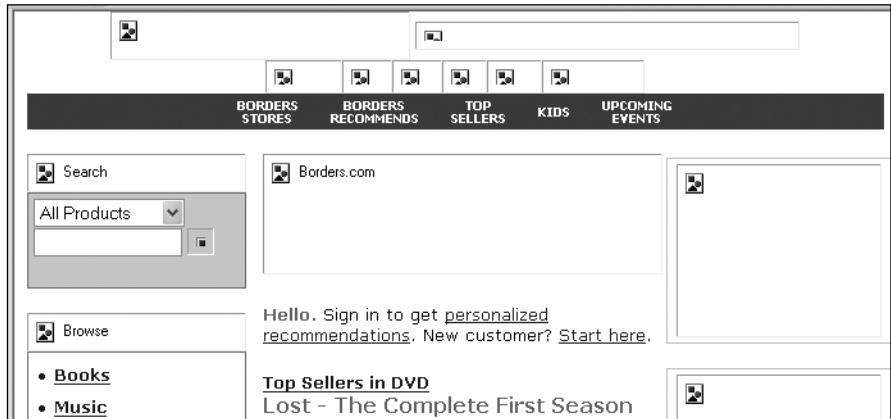 BORDERS STORES
BORDERS RECOMMENDS
TOP SELLERS
KIDS
UPCOMING EVENTS
Search
All Products
Browse
• Books
• Music
Borders.com
Hello. Sign in to get personalized
recommendations. New customer? Start here.
Top Sellers in DVD
Lost - The Complete First Season